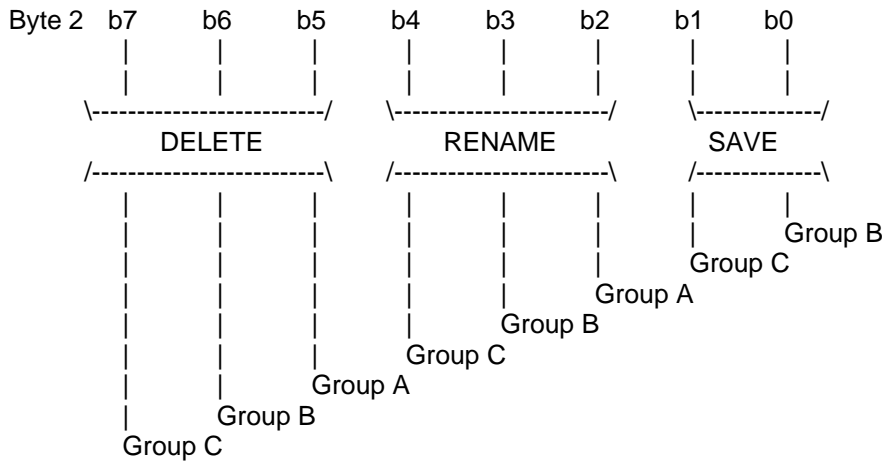 Byte 2 b7 b6 b5 b4 b3 b2 b1 b0
| | | | | | | |
| | | | | | | |
\---------------------------/ \-------------------------/ \--------------/
DELETE RENAME SAVE
/---------------------------\ /-------------------------\ /--------------\
| | | | | | | |
| | | | | | | Group B
| | | | | | Group C
| | | | | Group A
| | | | Group B
| | | Group C
| | Group A
| Group B
Group C